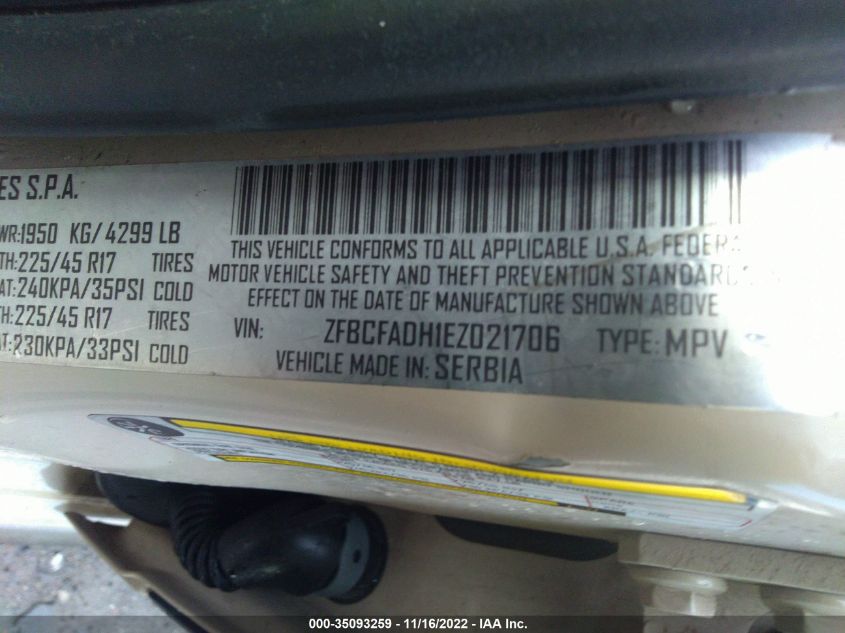 ES S.P.A.
WR:1950 KG/ 4299 LB
TH:225/45 R17 TIRES
AT:240KPA/35PSI COLD
TH:225/45 R17 TIRES
AT:230KPA/33PSI COLD
THIS VEHICLE CONFORMS TO ALL APPLICABLE U.S.A. FEDERA
MOTOR VEHICLE SAFETY AND THEFT PREVENTION STANDARDS IN
EFFECT ON THE DATE OF MANUFACTURE SHOWN ABOVE
VIN: ZFBCFADH1EZ021706 TYPE: MPV
VEHICLE MADE IN: SERBIA
000-35093259 - 11/16/2022 - IAA Inc.